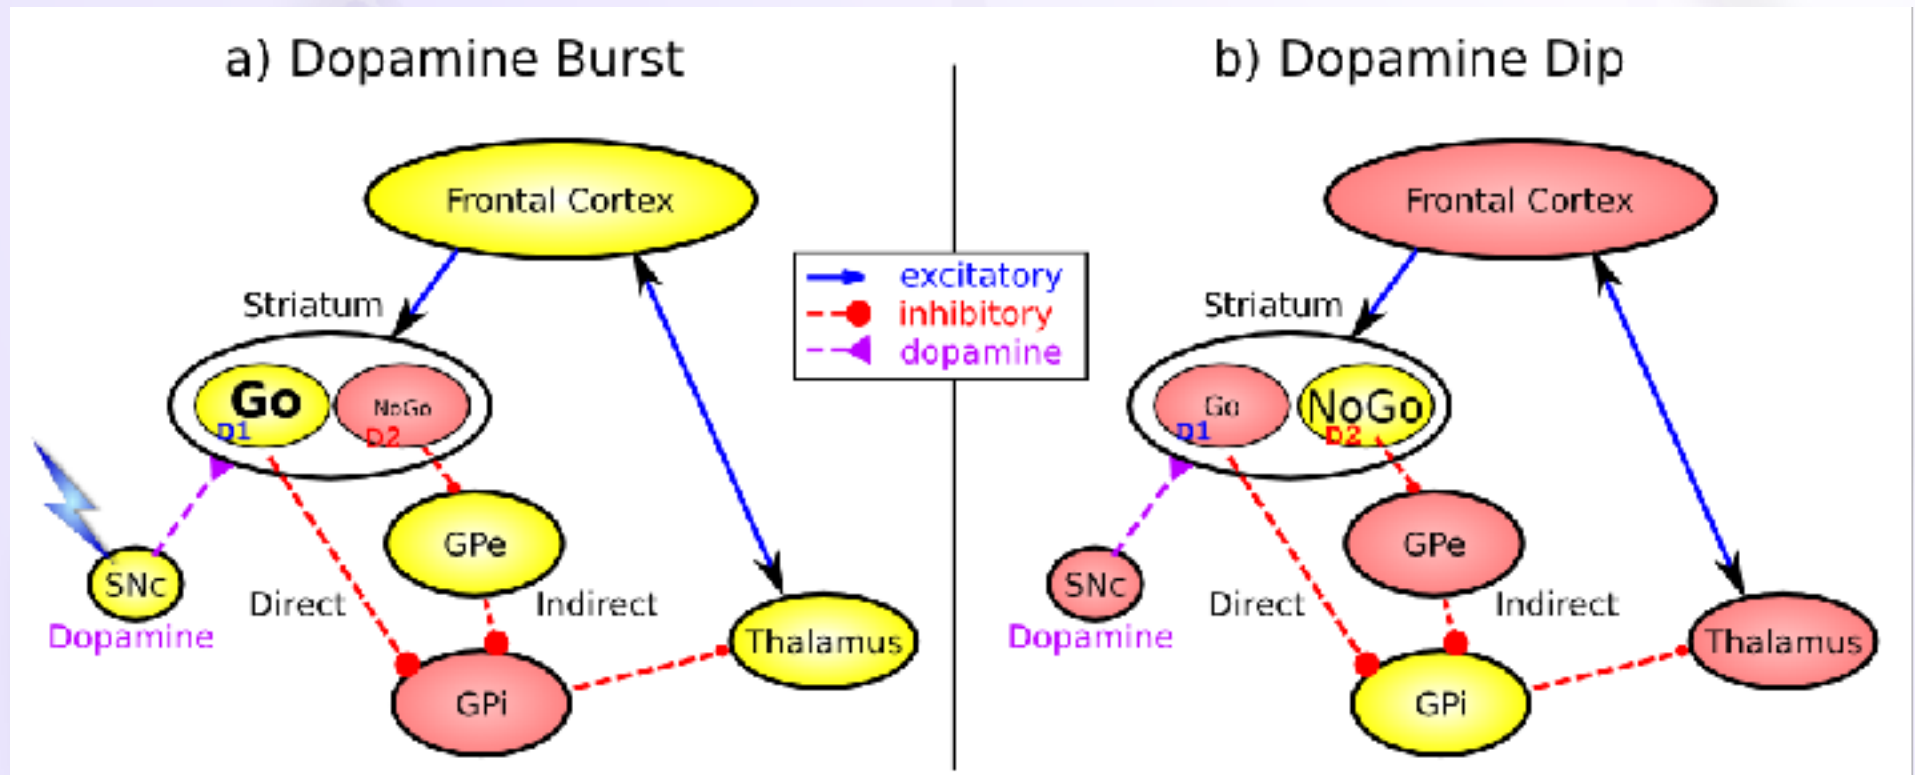 a) Dopamine Burst
Frontal Cortex
Striatum
Go
D1
NoGo
D2
GPe
SNc
Dopamine
Direct
Indirect
Thalamus
GPi
excitatory
inhibitory
dopamine
b) Dopamine Dip
Frontal Cortex
Striatum
Go
D1
NoGo
D2
GPe
SNc
Dopamine
Direct
Indirect
Thalamus
GPi